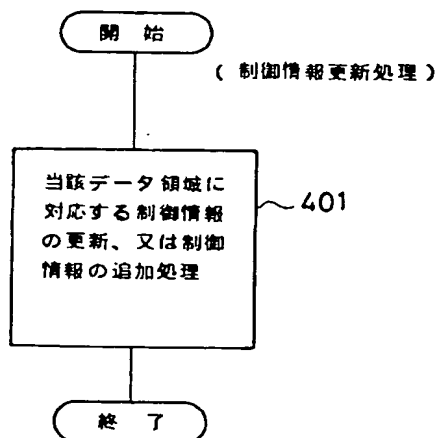 開始
(制御情報更新処理)
当該データ領域に
対応する制御情報
の更新、又は制御
情報の追加処理
401
終了